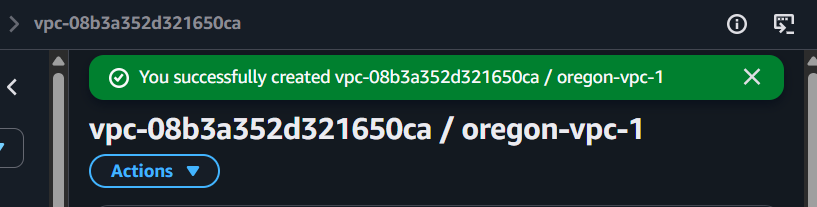 vpc-08b3a352d321650ca
You successfully created vpc-08b3a352d321650ca / oregon-vpc-1
vpc-08b3a352d321650ca / oregon-vpc-1
Actions